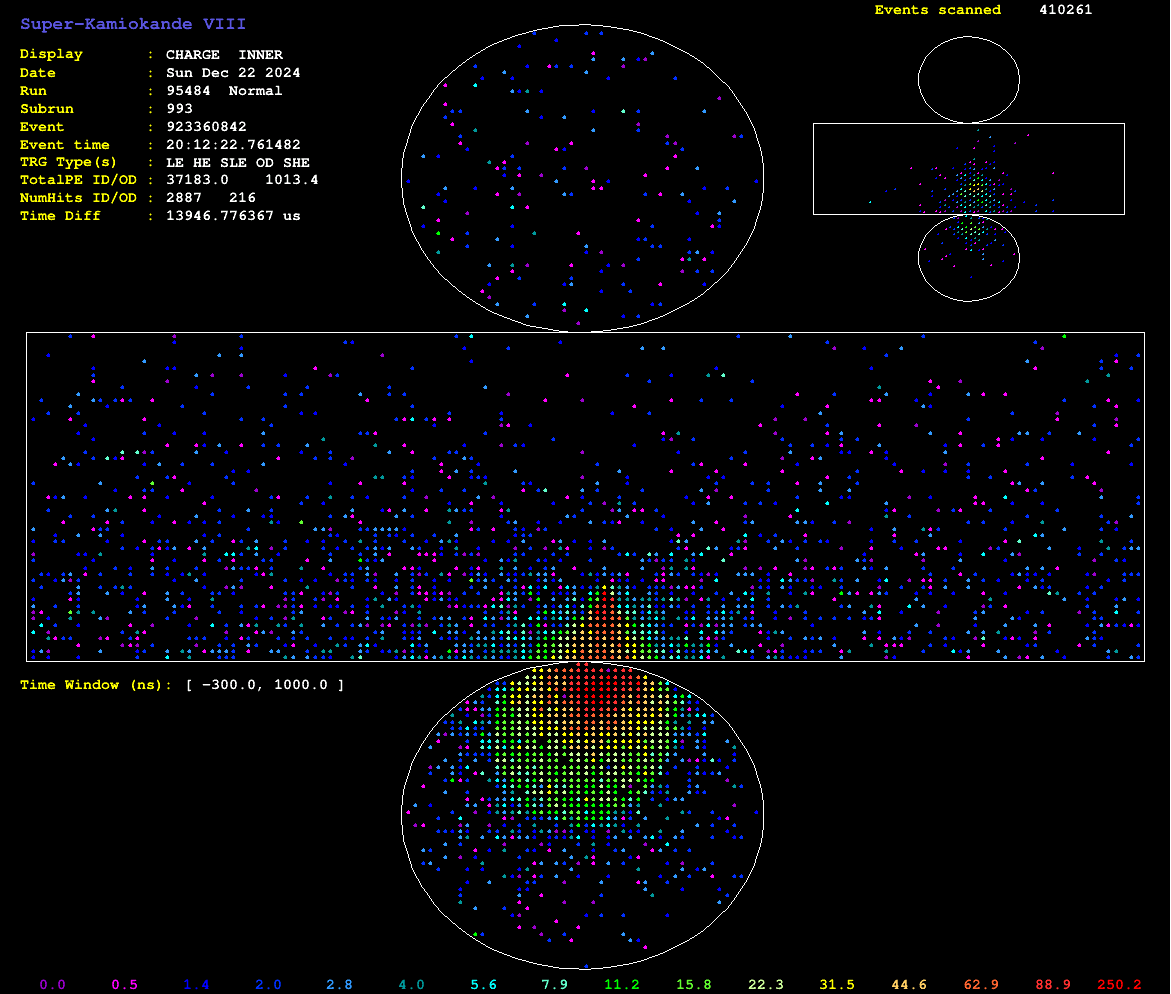 Super-Kamiokande VIII
Events scanned 410261
Display : CHARGE INNER
Date : Sun Dec 22 2024
Run : 95484 Normal
Subrun : 993
Event : 923360842
Event time : 20:12:22.761482
TRG Type(s) : LE HE SLE OD SHE
TotalPE ID/OD : 37183.0 1013.4
NumHits ID/OD : 2887 216
Time Diff : 13946.776367 us
Time Window (ns): [ −300.0, 1000.0 ]
0.0 0.5 1.4 2.0 2.8 4.0 5.6 7.9 11.2 15.8 22.3 31.5 44.6 62.9 88.9 250.2